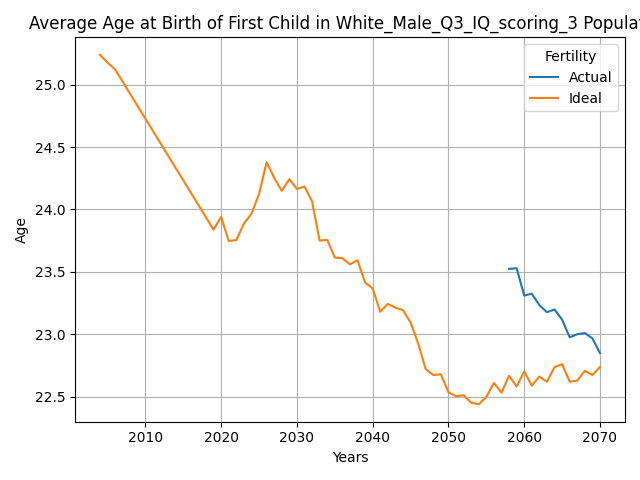 Average Age at Birth of First Child in White_Male_Q3_IQ_scoring_3
Fertility
Actual
Ideal
25.0
24.5
24.0
23.5
23.0
22.5
Age
2010 2020 2030 2040 2050 2060 2070
Years